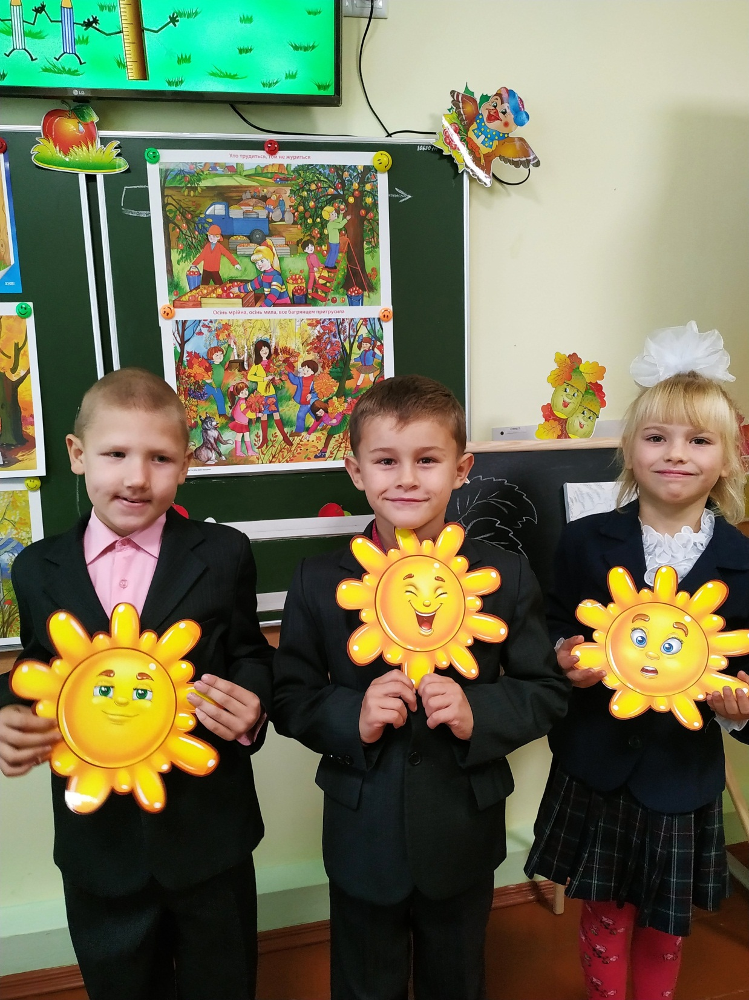 LG
Хто трудиться, той не журиться
Осінь мрійна, осінь мила, все багрянцем притрусила